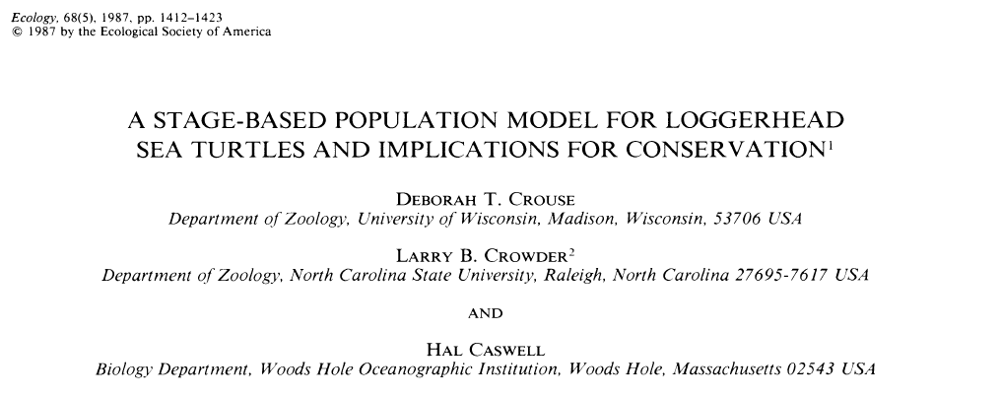 Ecology, 68(5), 1987, pp. 1412–1423
© 1987 by the Ecological Society of America
A STAGE-BASED POPULATION MODEL FOR LOGGERHEAD
SEA TURTLES AND IMPLICATIONS FOR CONSERVATION¹
DEBORAH T. CROUSE
Department of Zoology, University of Wisconsin, Madison, Wisconsin, 53706 USA
LARRY B. CROWDER²
Department of Zoology, North Carolina State University, Raleigh, North Carolina 27695-7617 USA
AND
HAL CASWELL
Biology Department, Woods Hole Oceanographic Institution, Woods Hole, Massachusetts 02543 USA